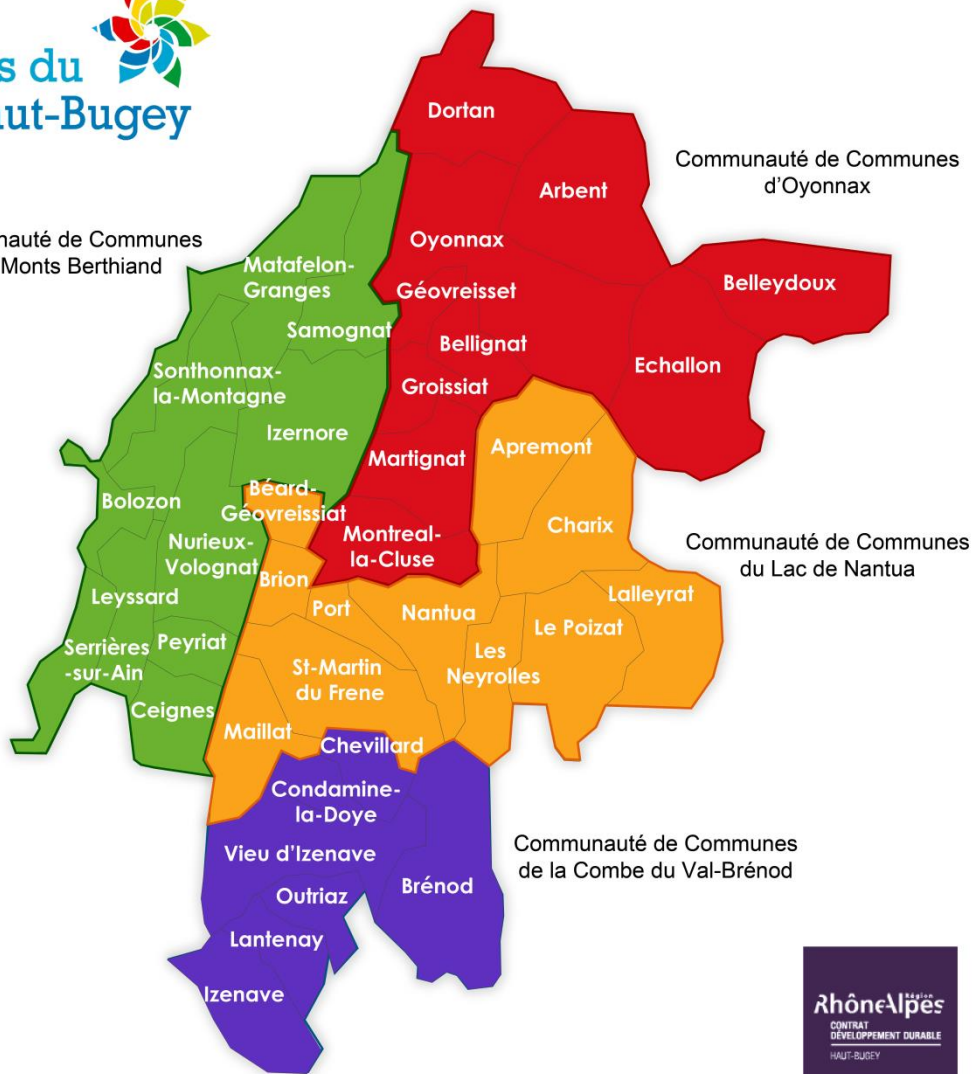 s du
ut-Bugey
Dortan
Communauté de Communes
d'Oyonnax
Arbent
nauté de Communes
Monts Berthiand
Oyonnax
Matafelon-
Granges
Géovreisset
Belleydoux
Samognat
Bellignat
Echallon
Sonthonnax-
la-Montagne
Groissiat
Izernore
Martignat
Apremont
Béard-
Géovreissiat
Bolozon
Charix
Montreal-
la-Cluse
Communauté de Communes
du Lac de Nantua
Nurieux-
Volognat
Brion
Leyssard
Port
Nantua
Lalleyrat
Le Poizat
Serrières
-sur-Ain
Peyriat
Les
Neyrolles
St-Martin
du Frene
Ceignes
Maillat
Chevillard
Condamine-
la-Doye
Communauté de Communes
de la Combe du Val-Brénod
Vieu d'Izenave
Brénod
Outriaz
Lantenay
Izenave
RhôneAlpes Région
CONTRAT
DÉVELOPPEMENT DURABLE
HAUT-BUGEY